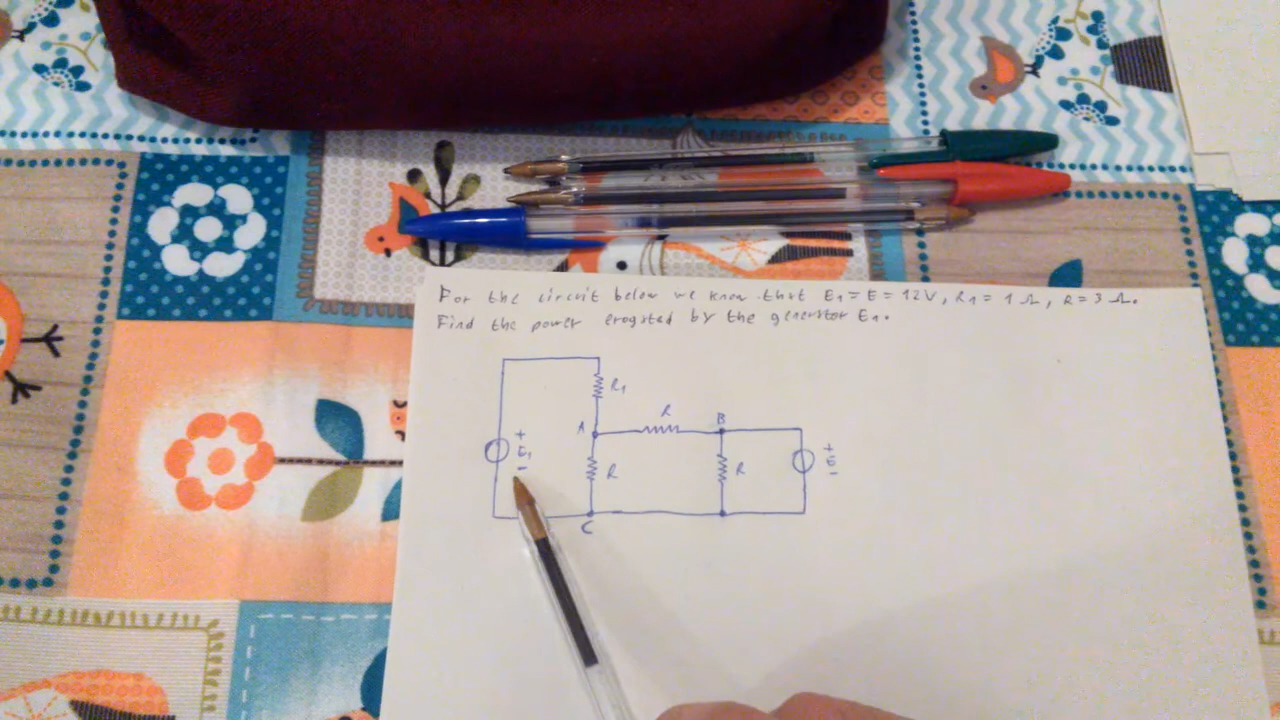 For the circuit below we know that E1 = E = 12V, R1 = 1 Ω, R = 3 Ω.
Find the power erogated by the generator E1.
R1
R
A
B
+
E1
-
R
R
+
E
-
C